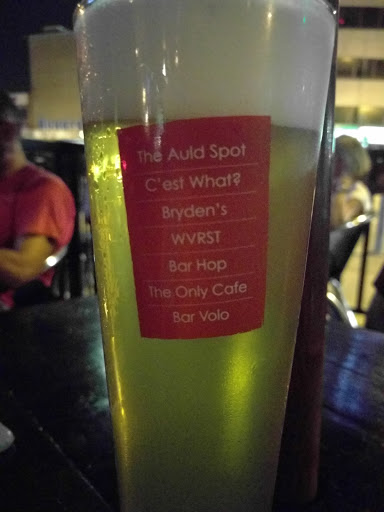 The Auld Spot
C'est What?
Bryden's
WVRST
Bar Hop
The Only Cafe
Bar Volo